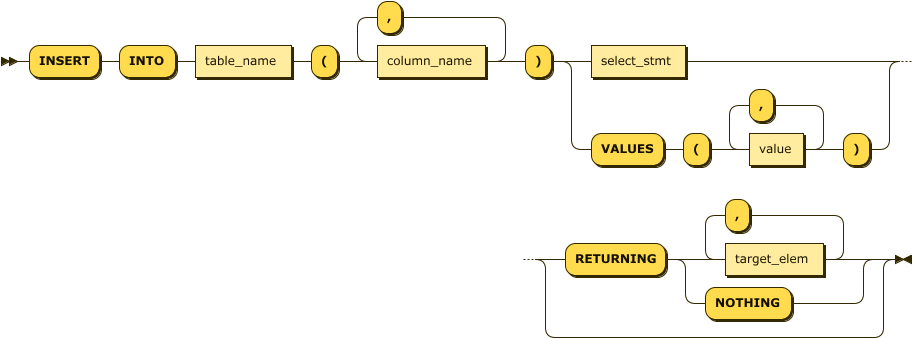 ,
INSERT INTO table_name ( column_name ) select_stmt
,
VALUES ( value )
,
RETURNING target_elem
NOTHING